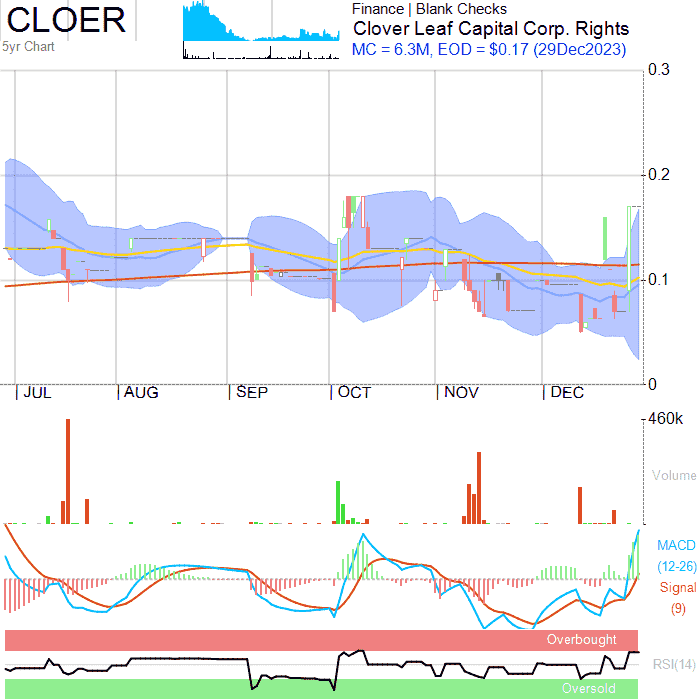 CLOER
5yr Chart
Finance | Blank Checks
Clover Leaf Capital Corp. Rights
MC = 6.3M, EOD = $0.17 (29Dec2023)
0.3
0.2
0.1
0
JUL
AUG
SEP
OCT
NOV
DEC
460k
Volume
MACD
(12-26)
Signal
(9)
Overbought
RSI(14)
Oversold